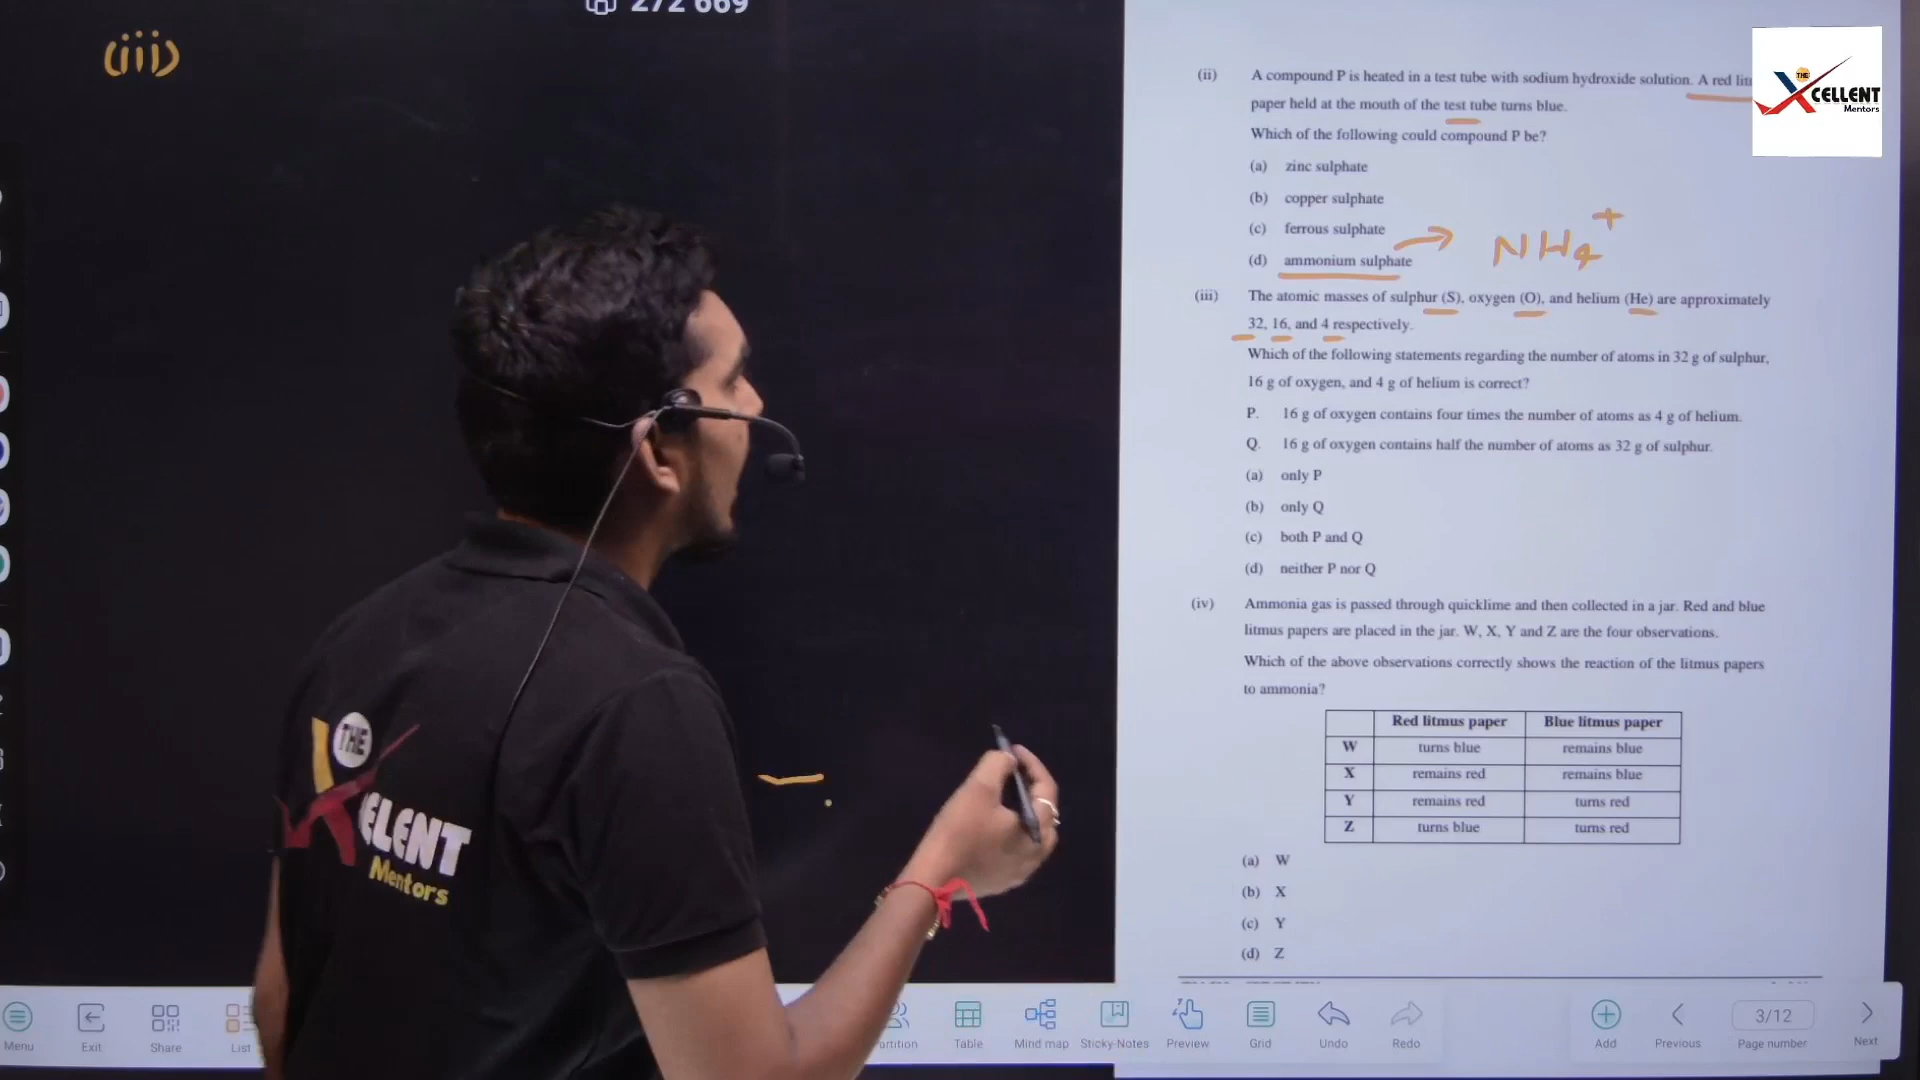 272 669
(iii)
(ii) A compound P is heated in a test tube with sodium hydroxide solution. A red
paper held at the mouth of the test tube turns blue.
Which of the following could compound P be?
(a) zinc sulphate
(b) copper sulphate
(c) ferrous sulphate
(d) ammonium sulphate
NH4+
(iii) The atomic masses of sulphur (S), oxygen (O), and helium (He) are approximately
32, 16, and 4 respectively.
Which of the following statements regarding the number of atoms in 32 g of sulphur,
16 g of oxygen, and 4 g of helium is correct?
P. 16 g of oxygen contains four times the number of atoms as 4 g of helium.
Q. 16 g of oxygen contains half the number of atoms as 32 g of sulphur.
(a) only P
(b) only Q
(c) both P and Q
(d) neither P nor Q
(iv) Ammonia gas is passed through quicklime and then collected in a jar. Red and blue
litmus papers are placed in the jar. W, X, Y and Z are the four observations.
Which of the above observations correctly shows the reaction of the litmus papers
to ammonia?
Red litmus paper Blue litmus paper
W turns blue remains blue
X remains red remains blue
Y remains red turns red
Z turns blue turns red
(a) W
(b) X
(c) Y
(d) Z
THE
XCELLENT
Mentors
THE
XCELENT
Mentors
Menu Exit Share List Table Mind map Sticky-Notes Preview Grid Undo Redo Add Previous 3/12 Page number Next